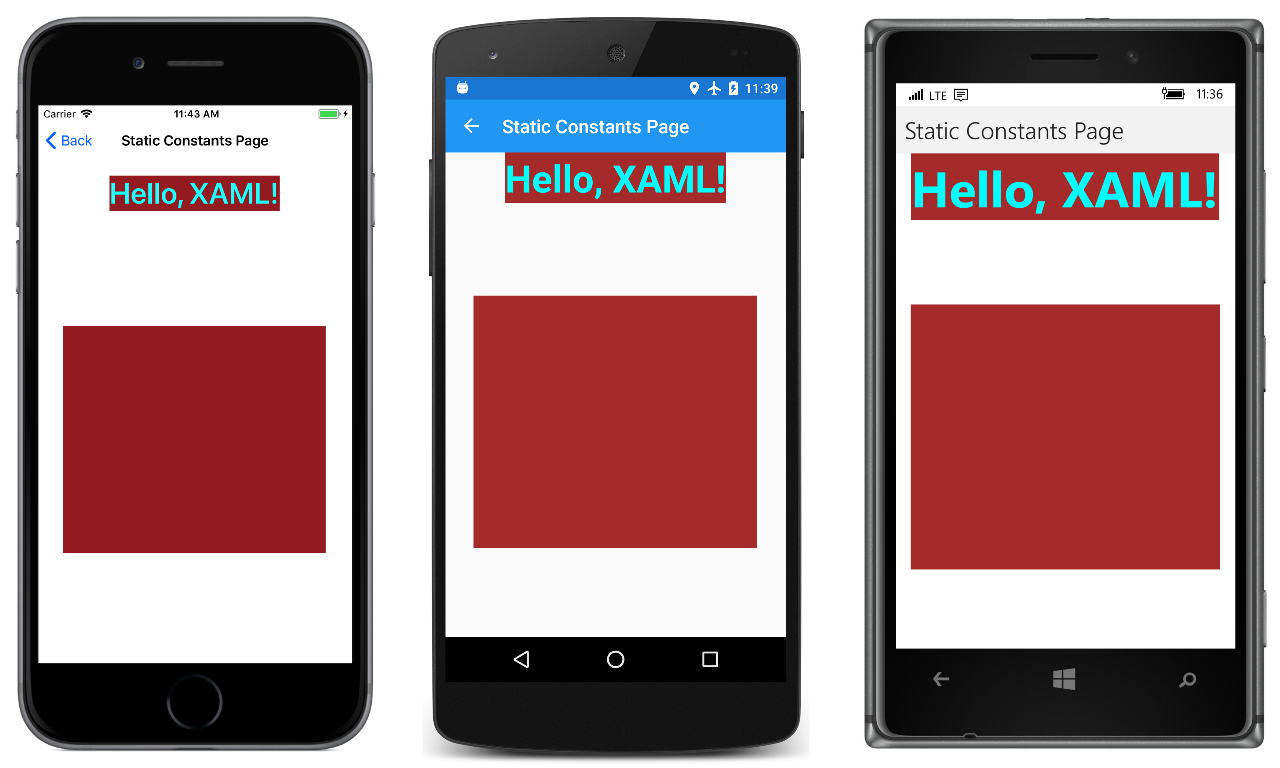 Carrier
11:43 AM
Back
Static Constants Page
Hello, XAML!
11:39
Static Constants Page
Hello, XAML!
LTE
11:36
Static Constants Page
Hello, XAML!